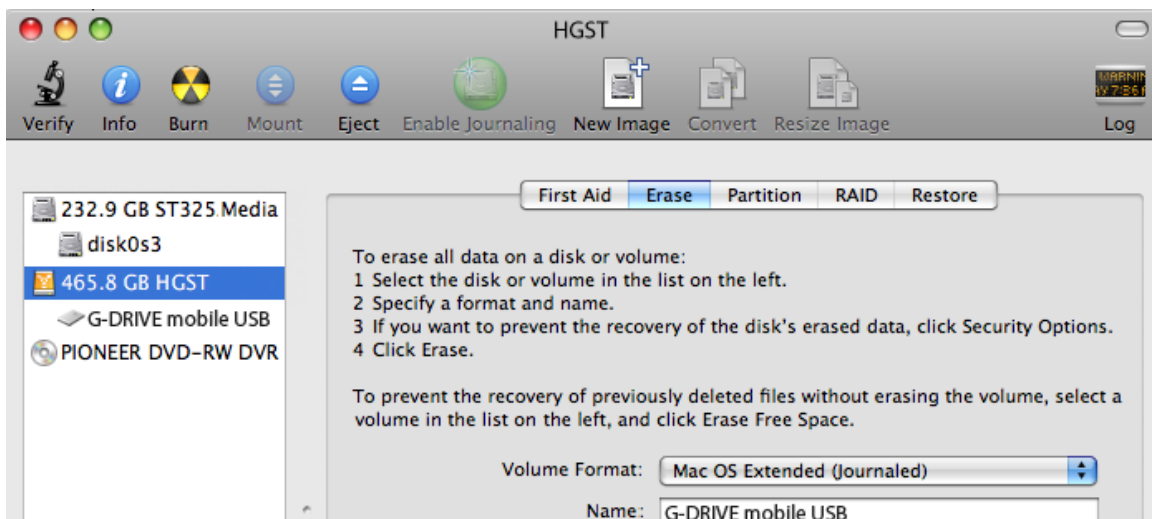 HGST
Verify Info Burn Mount Eject Enable Journaling New Image Convert Resize Image Log
WARNIN
First Aid Erase Partition RAID Restore
232.9 GB ST325 Media
disk0s3
465.8 GB HGST
G-DRIVE mobile USB
PIONEER DVD-RW DVR
To erase all data on a disk or volume:
1 Select the disk or volume in the list on the left.
2 Specify a format and name.
3 If you want to prevent the recovery of the disk's erased data, click Security Options.
4 Click Erase.
To prevent the recovery of previously deleted files without erasing the volume, select a
volume in the list on the left, and click Erase Free Space.
Volume Format: Mac OS Extended (Journaled)
Name: G-DRIVE mobile USB